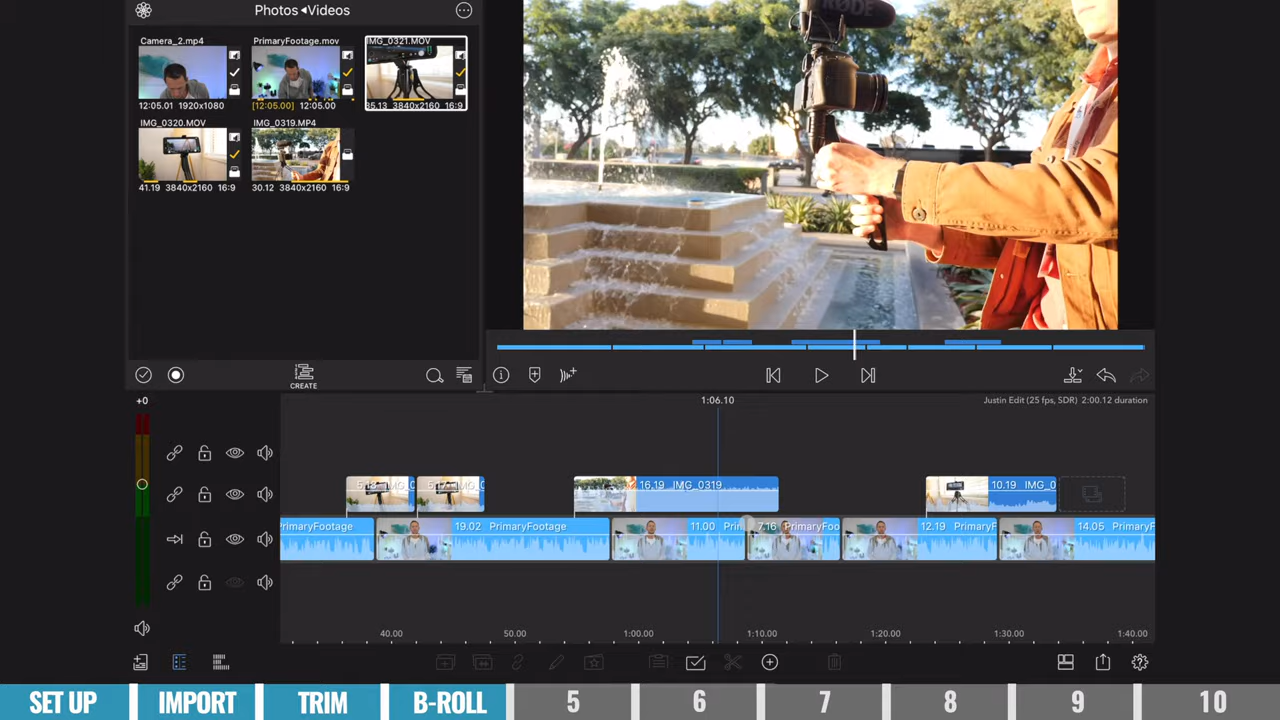 Photos ◂Videos
Camera_2.mp4
PrimaryFootage.mov
IMG_0321.MOV
12:05.01 1920x1080
[12:05.00] 12:05.00
35.13 3840x2160 16:9
IMG_0320.MOV
IMG_0319.MP4
41.19 3840x2160 16:9
30.12 3840x2160 16:9
RØDE
CREATE
+0
1:06.10
Justin Edit (25 fps, SDR) 2:00.12 duration
16.19 IMG_0319
10.19 IMG_0
PrimaryFootage
19.02 PrimaryFootage
11.00 Prim
7.16 PrimaryFoo
12.19 PrimaryF
14.05 PrimaryF
40.00
50.00
1:00.00
1:10.00
1:20.00
1:30.00
1:40.00
SET UP
IMPORT
TRIM
B-ROLL
5
6
7
8
9
10